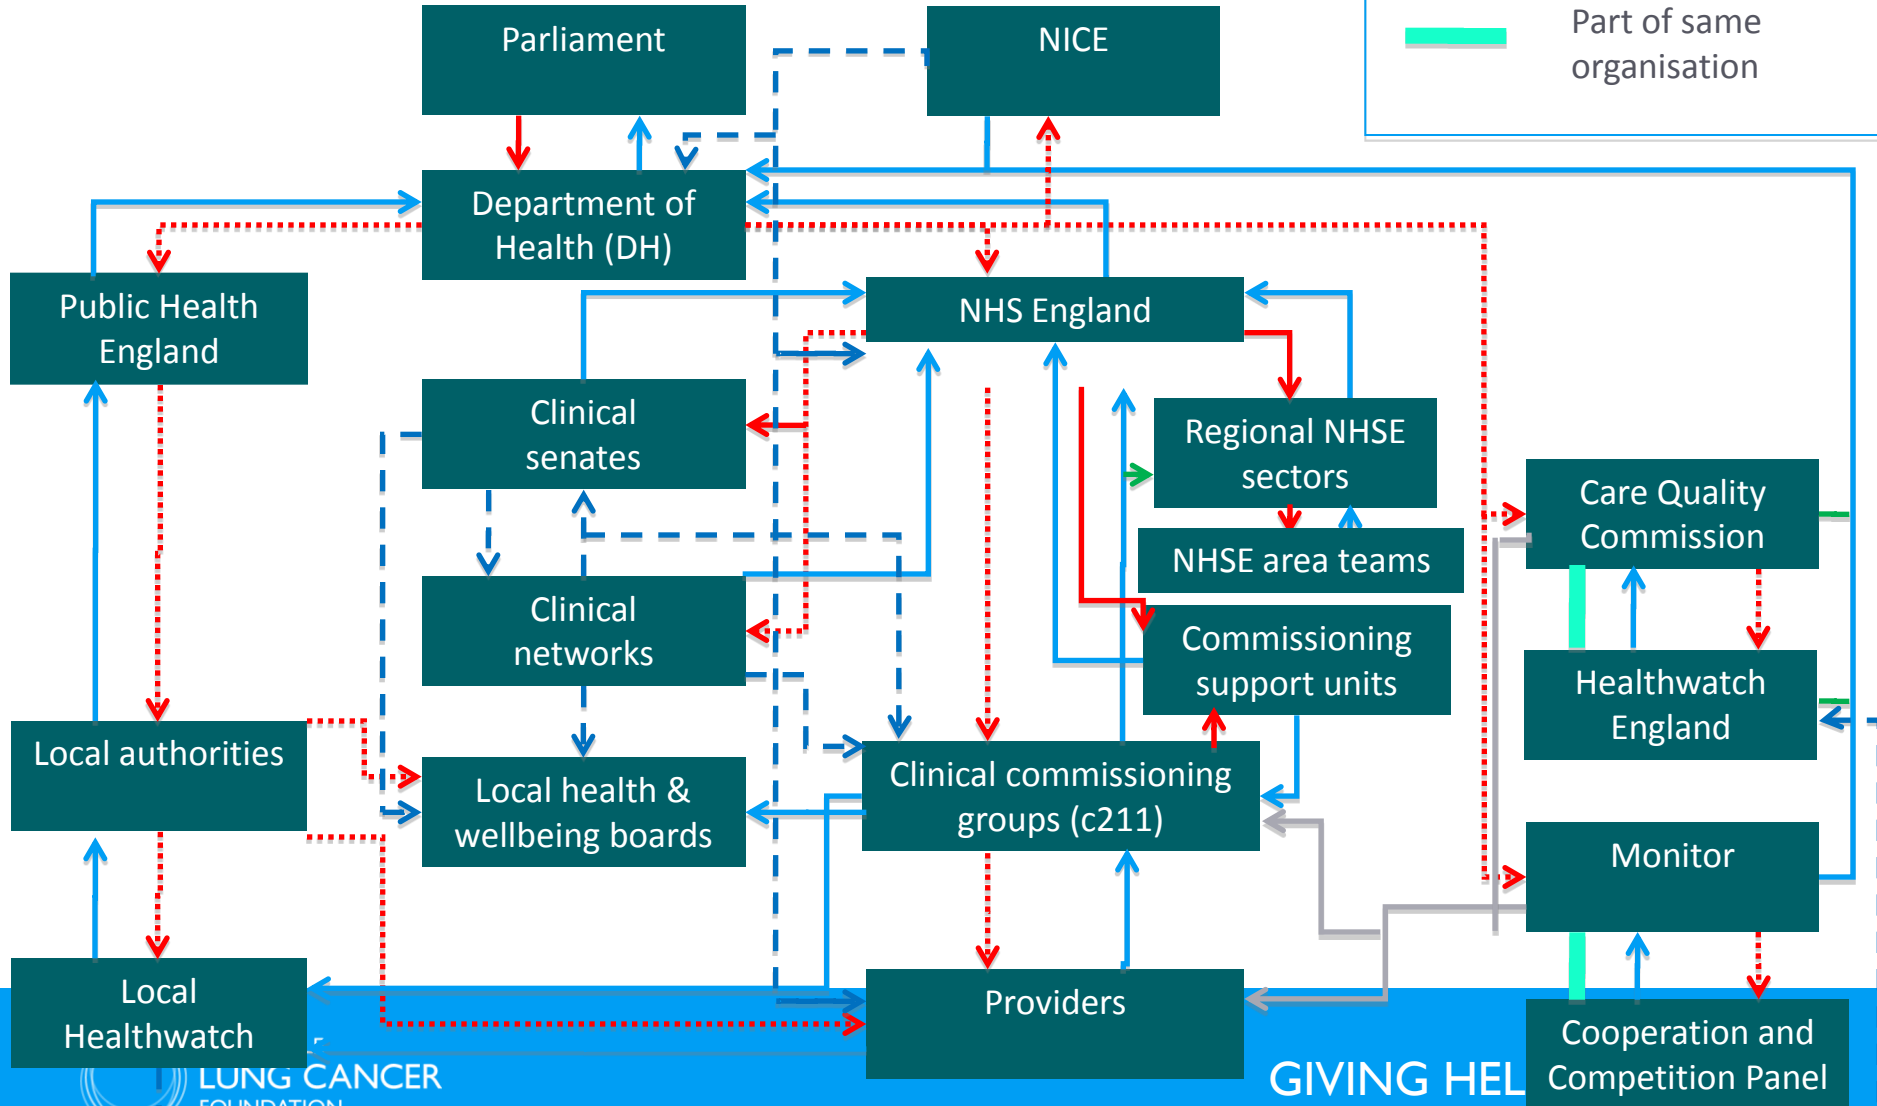 Parliament
NICE
Part of same
organisation
Department of
Health (DH)
Public Health
England
NHS England
Clinical
senates
Regional NHSE
sectors
Care Quality
Commission
NHSE area teams
Clinical
networks
Commissioning
support units
Healthwatch
England
Local authorities
Local health &
wellbeing boards
Clinical commissioning
groups (c211)
Monitor
Local
Healthwatch
Providers
Cooperation and
Competition Panel
LUNG CANCER
FOUNDATION
GIVING HEL